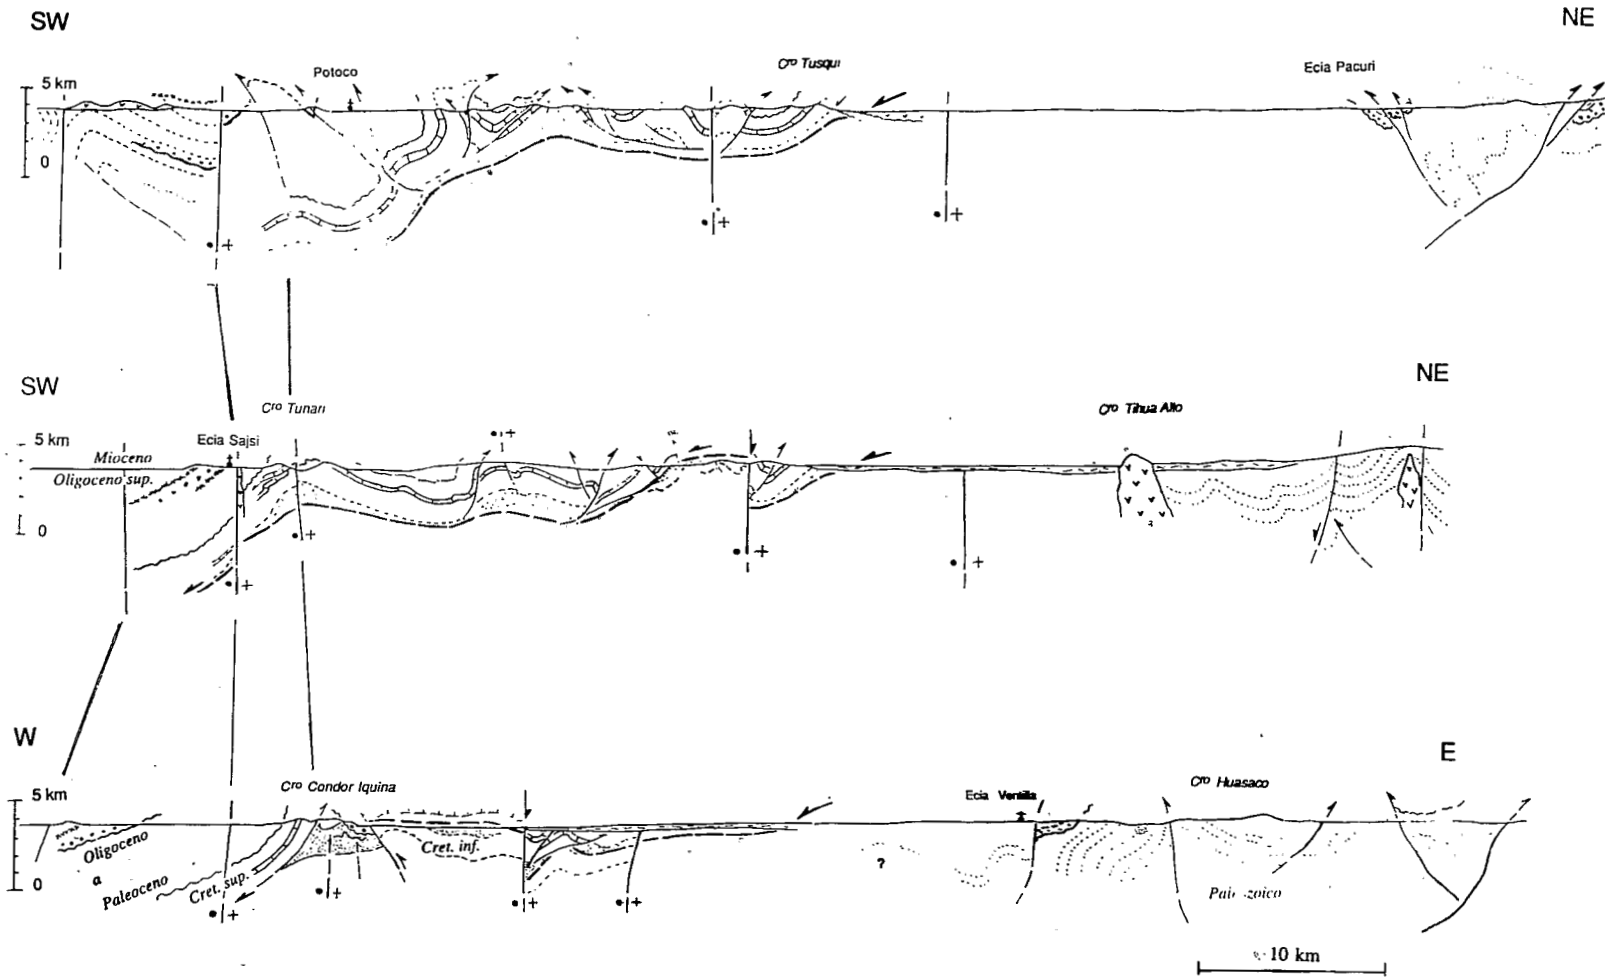 SW
NE
Potoco
Cro Tusqui
Ecia Pacuri
5 km
0
SW
NE
Cro Tunari
Cro Tihua Alto
5 km
Ecia Sajsi
Mioceno
Oligoceno sup.
0
W
E
Cro Condor Iquina
Ecia Ventilla
Cro Huasaco
5 km
Oligoceno
a
Paleoceno
Cret. sup.
Cret. inf.
?
0
10 km